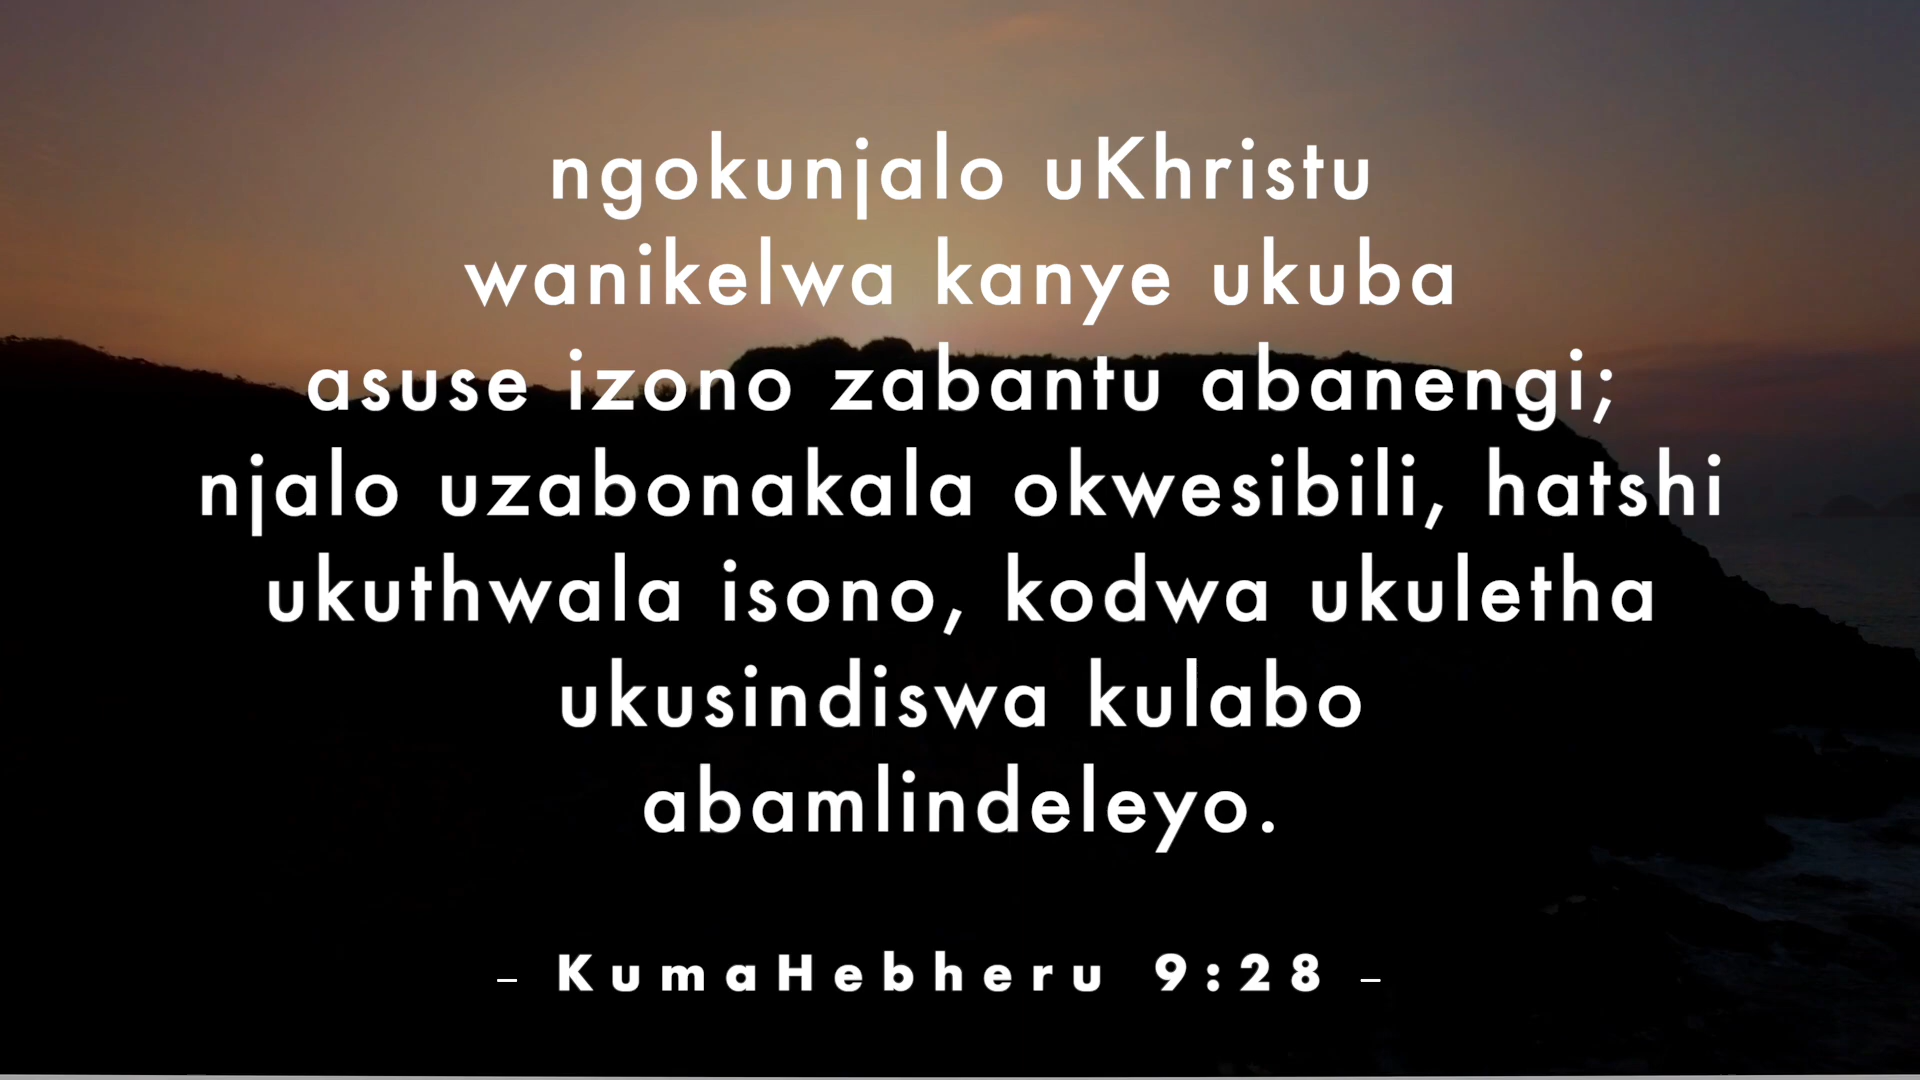 ngokunjalo uKhristu
wanikelwa kanye ukuba
asuse izono zabantu abanengi;
njalo uzabonakala okwesibili, hatshi
ukuthwala isono, kodwa ukuletha
ukusindiswa kulabo
abamlindeleyo.
– KumaHebheru 9:28 –